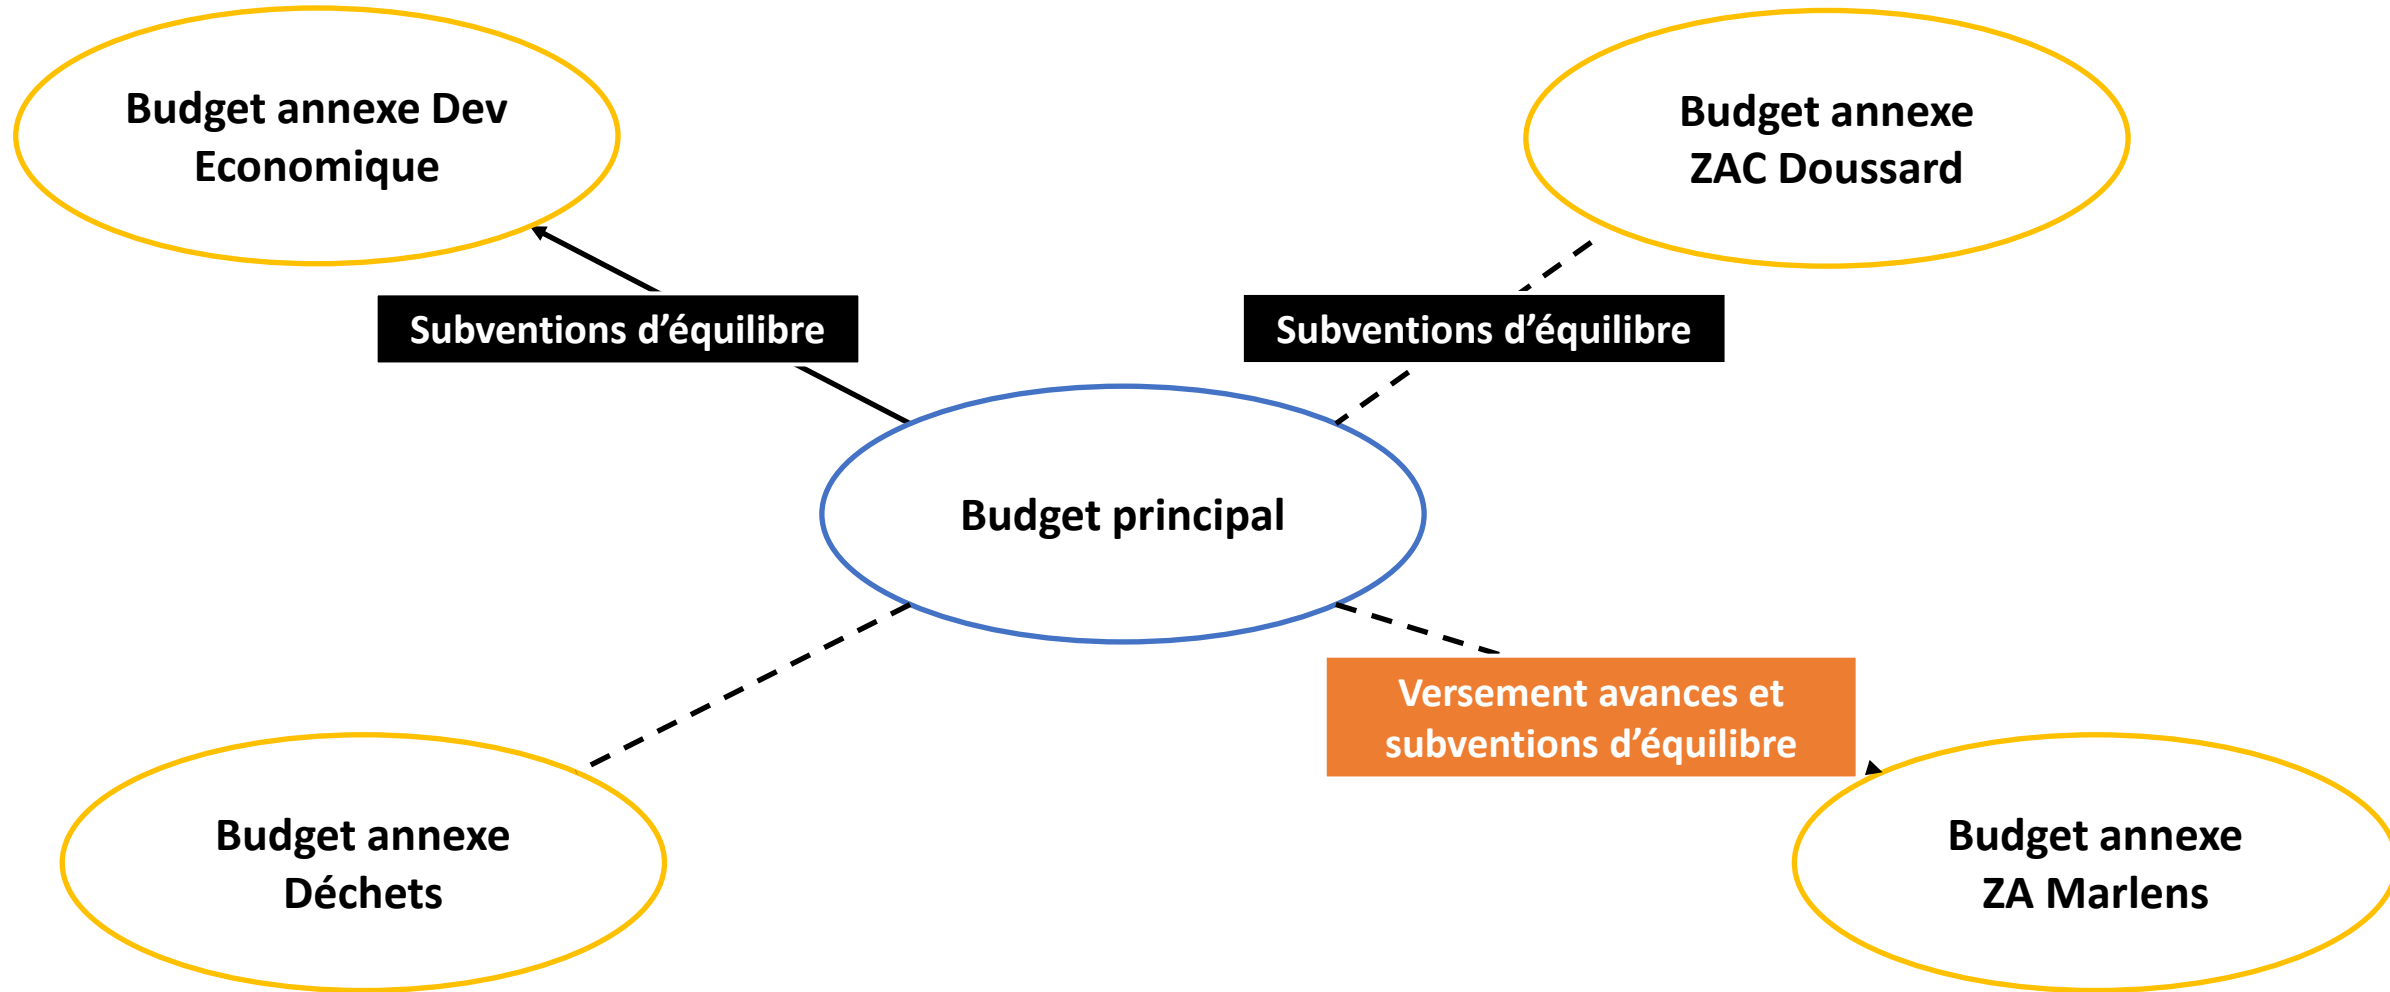 Budget annexe Dev
Economique
Budget annexe
ZAC Doussard
Subventions d’équilibre
Subventions d’équilibre
Budget principal
Versement avances et
subventions d’équilibre
Budget annexe
Déchets
Budget annexe
ZA Marlens